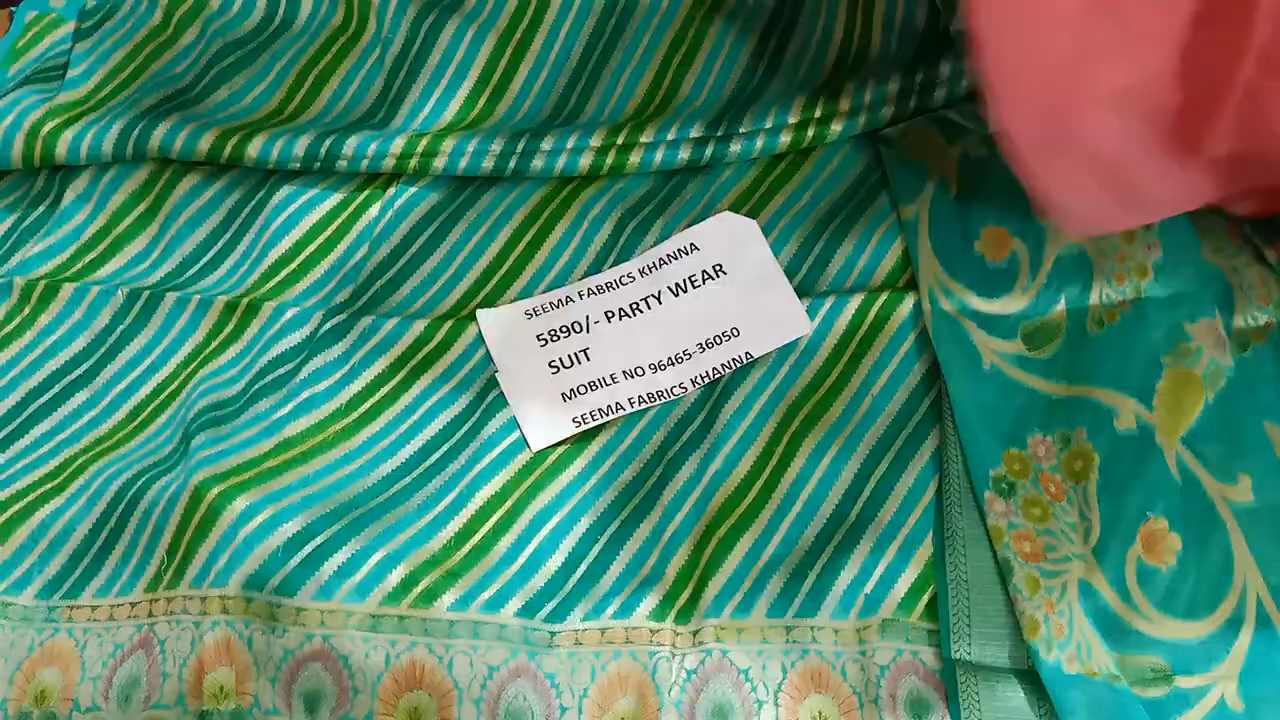 SEEMA FABRICS KHANNA
5890/- PARTY WEAR
SUIT
MOBILE NO 96465-36050
SEEMA FABRICS KHANNA